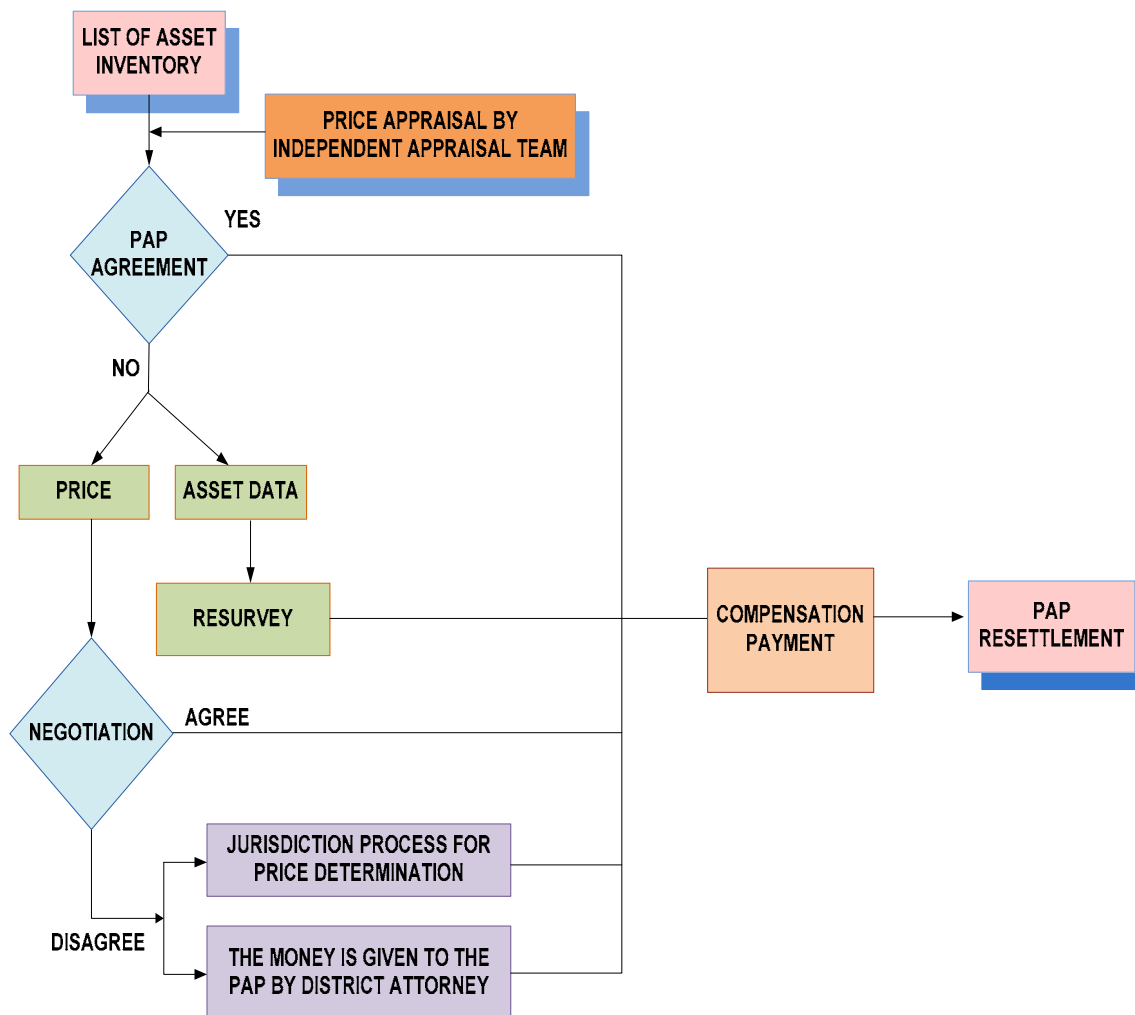 LIST OF ASSET
INVENTORY
PRICE APPRAISAL BY
INDEPENDENT APPRAISAL TEAM
YES
PAP
AGREEMENT
NO
PRICE
ASSET DATA
RESURVEY
COMPENSATION
PAYMENT
PAP
RESETTLEMENT
AGREE
NEGOTIATION
JURISDICTION PROCESS FOR
PRICE DETERMINATION
DISAGREE
THE MONEY IS GIVEN TO THE
PAP BY DISTRICT ATTORNEY